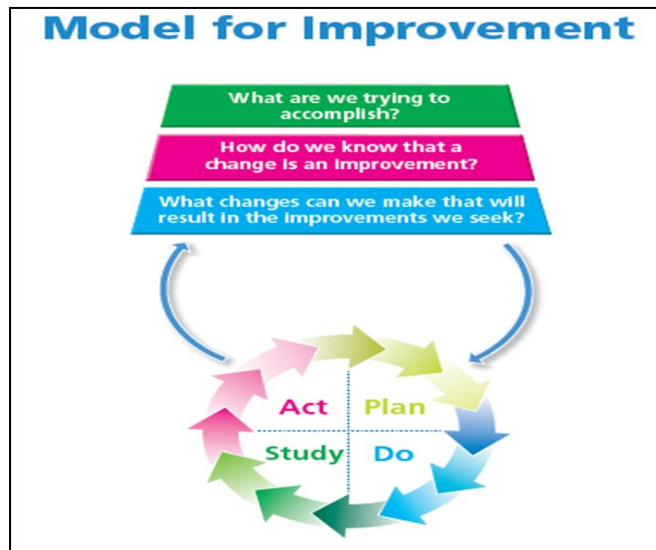 Model for Improvement
What are we trying to
accomplish?
How do we know that a
change is an improvement?
What changes can we make that will
result in the improvements we seek?
Act
Plan
Study
Do